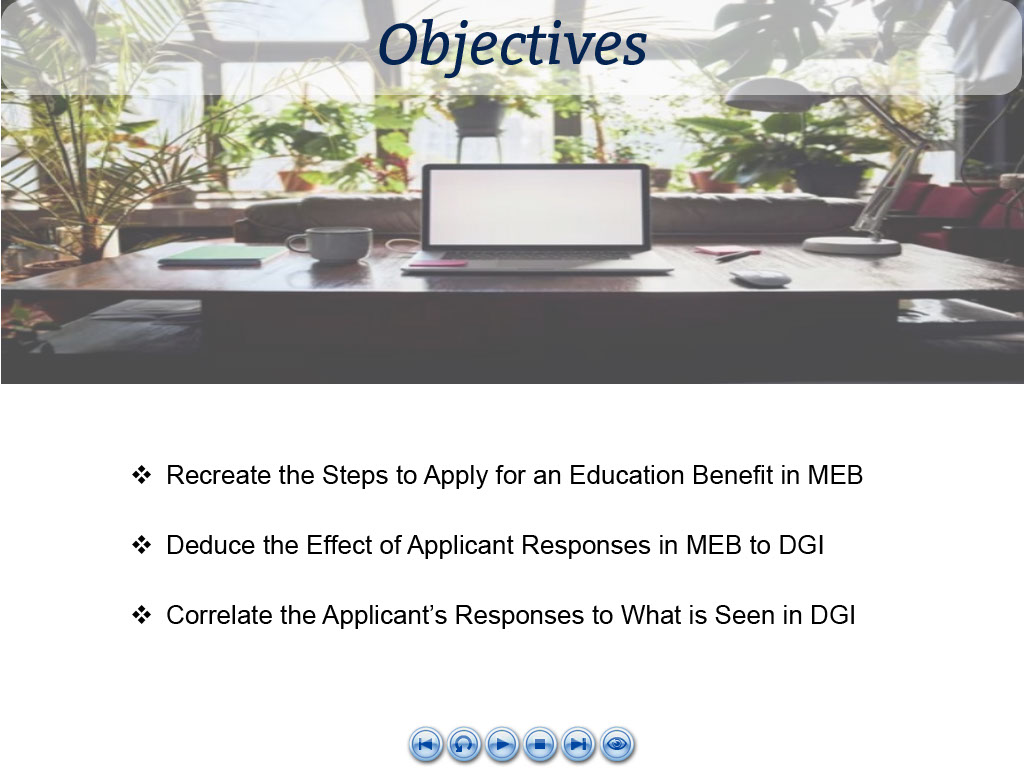 Objectives
❖ Recreate the Steps to Apply for an Education Benefit in MEB
❖ Deduce the Effect of Applicant Responses in MEB to DGI
❖ Correlate the Applicant’s Responses to What is Seen in DGI